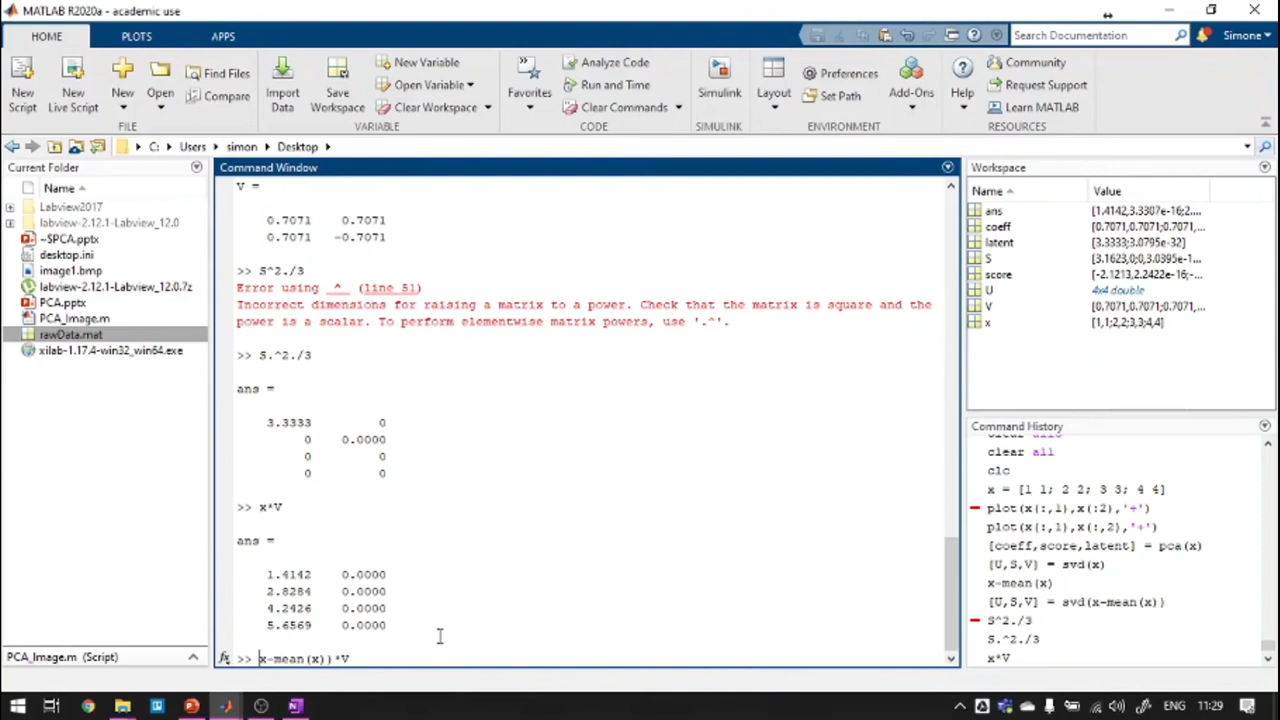 MATLAB R2020a - academic use
HOME PLOTS APPS
Search Documentation Simone
New Script
New Live Script
New
Open
Find Files
Compare
FILE
Import Data
Save Workspace
New Variable
Open Variable
Clear Workspace
VARIABLE
Favorites
Analyze Code
Run and Time
Clear Commands
CODE
Simulink
SIMULINK
Layout
Preferences
Set Path
Add-Ons
ENVIRONMENT
Help
Community
Request Support
Learn MATLAB
RESOURCES
C: Users simon Desktop
Current Folder
Name
Labview2017
labview-2.12.1-Labview_12.0
~$PCA.pptx
desktop.ini
image1.bmp
labview-2.12.1-Labview_12.0.7z
PCA.pptx
PCA_Image.m
rawData.mat
xilab-1.17.4-win32_win64.exe
PCA_Image.m (Script)
Command Window
V =
0.7071 0.7071
0.7071 -0.7071
>> S^2./3
Error using ^ (line 51)
Incorrect dimensions for raising a matrix to a power. Check that the matrix is square and the
power is a scalar. To perform elementwise matrix powers, use '.^'.
>> S.^2./3
ans =
3.3333 0
0 0.0000
0 0
0 0
>> x*V
ans =
1.4142 0.0000
2.8284 0.0000
4.2426 0.0000
5.6569 0.0000
fx >> x-mean(x))*V
Workspace
Name Value
ans [1.4142,3.3307e-16;2....
coeff [0.7071,0.7071;0.7071,...
latent [3.3333;3.0795e-32]
S [3.1623,0;0,3.0395e-1...
score [-2.1213,2.2422e-16;-...
U 4x4 double
V [0.7071,0.7071;0.7071,...
x [1,1;2,2;3,3;4,4]
Command History
clear all
clc
x = [1 1; 2 2; 3 3; 4 4]
plot(x(:,1),x(:2),'+')
plot(x(:,1),x(:,2),'+')
[coeff,score,latent] = pca(x)
[U,S,V] = svd(x)
x-mean(x)
[U,S,V] = svd(x-mean(x))
S^2./3
S.^2./3
x*V
ENG 11:29